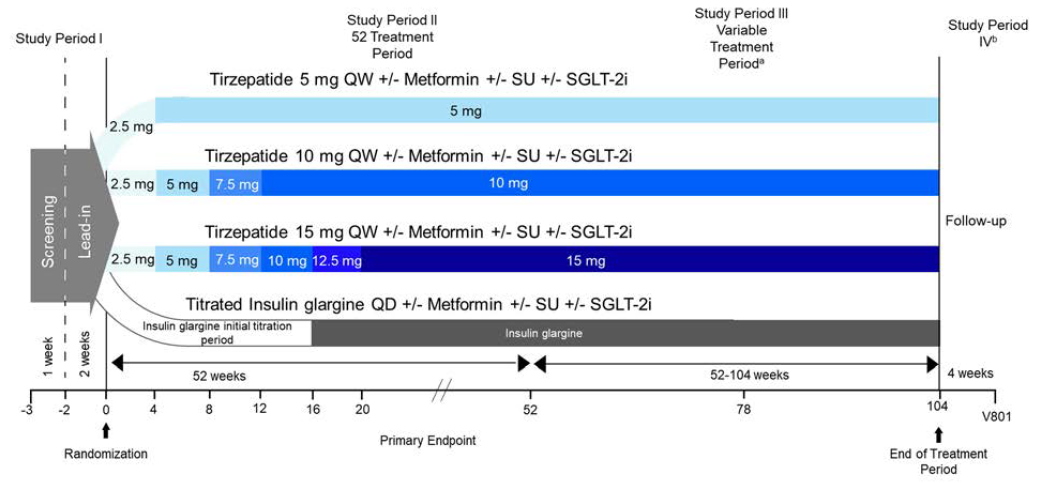 Study Period I
Study Period II
52 Treatment
Period
Study Period III
Variable
Treatment
Periodᵃ
Study Period
IVᵇ
Tirzepatide 5 mg QW +/- Metformin +/- SU +/- SGLT-2i
2.5 mg
5 mg
Tirzepatide 10 mg QW +/- Metformin +/- SU +/- SGLT-2i
2.5 mg
5 mg
7.5 mg
10 mg
Screening
Lead-in
Follow-up
Tirzepatide 15 mg QW +/- Metformin +/- SU +/- SGLT-2i
2.5 mg
5 mg
7.5 mg
10 mg
12.5 mg
15 mg
Titrated Insulin glargine QD +/- Metformin +/- SU +/- SGLT-2i
Insulin glargine initial titration
period
Insulin glargine
1 week
2 weeks
52 weeks
52-104 weeks
4 weeks
-3
-2
0
4
8
12
16
20
52
78
104
V801
Randomization
Primary Endpoint
End of Treatment
Period